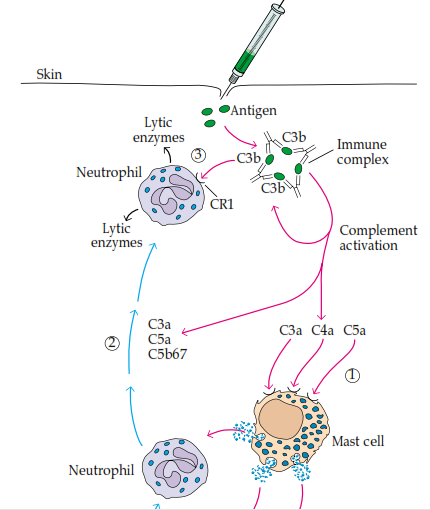 Skin
Antigen
Lytic
enzymes
C3b
Immune
complex
3
C3b
Neutrophil
C3b
CR1
Lytic
enzymes
Complement
activation
C3a
C5a
C5b67
2
C3a C4a C5a
1
Mast cell
Neutrophil